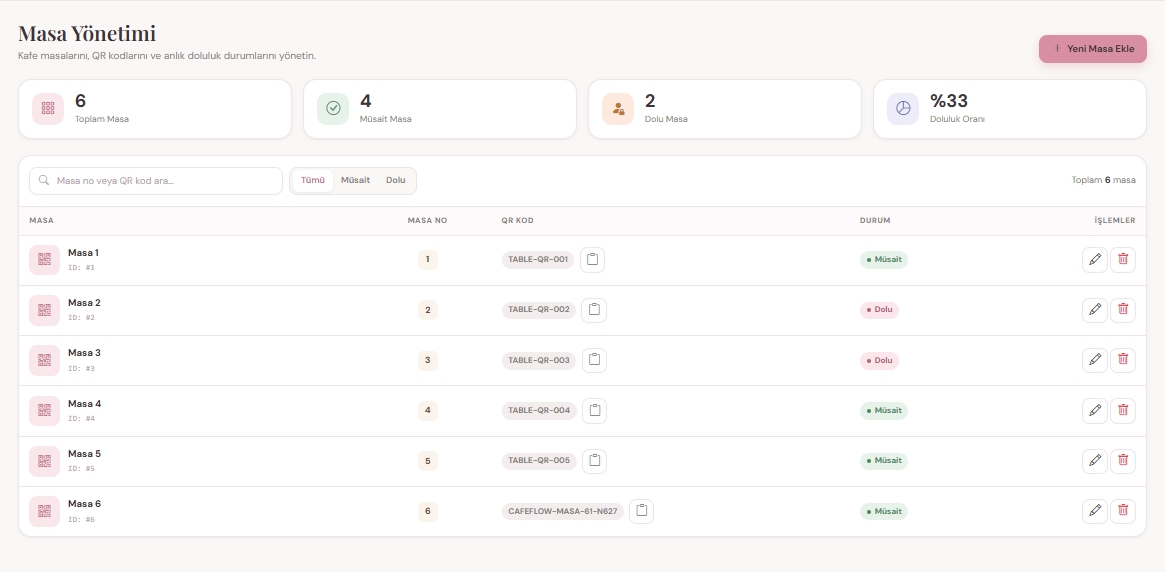 Masa Yönetimi
Kafe masalarını, QR kodlarını ve anlık doluluk durumlarını yönetin.
+ Yeni Masa Ekle
6
Toplam Masa
4
Müsait Masa
2
Dolu Masa
%33
Doluluk Oranı
Masa no veya QR kod ara...
Tümü Müsait Dolu
Toplam 6 masa
MASA MASA NO QR KOD DURUM İŞLEMLER
Masa 1
ID: #1
1 TABLE-QR-001 Müsait
Masa 2
ID: #2
2 TABLE-QR-002 Dolu
Masa 3
ID: #3
3 TABLE-QR-003 Dolu
Masa 4
ID: #4
4 TABLE-QR-004 Müsait
Masa 5
ID: #5
5 TABLE-QR-005 Müsait
Masa 6
ID: #6
6 CAFEFLOW-MASA-61-N627 Müsait